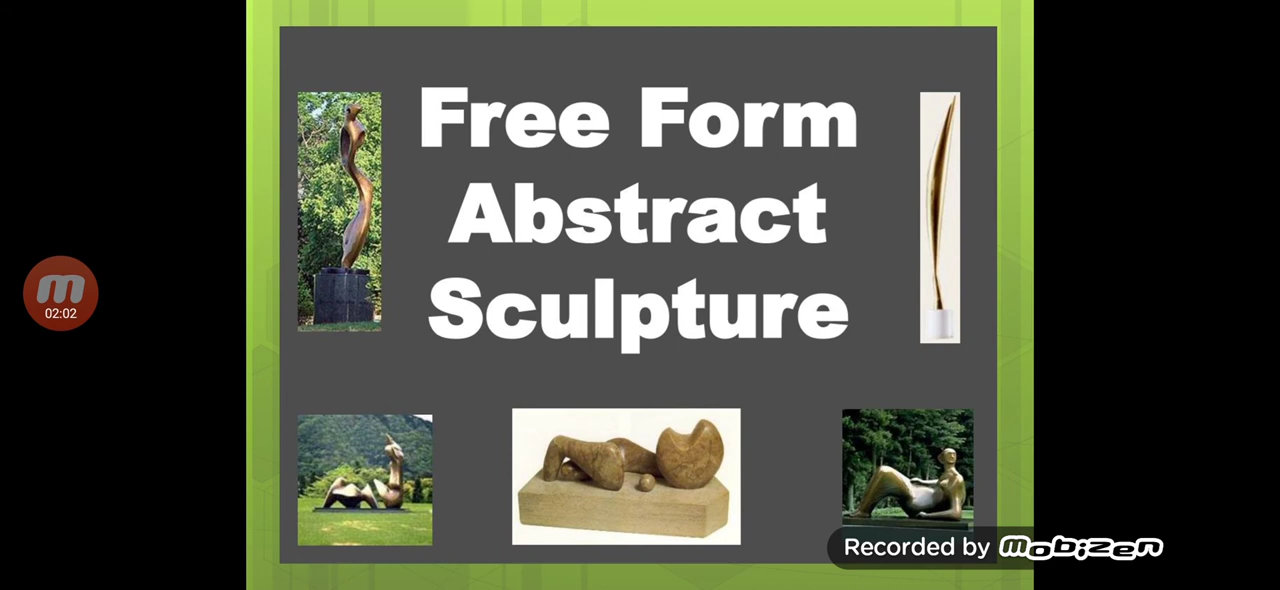 Free Form
Abstract
Sculpture
02:02
Recorded by mobizen